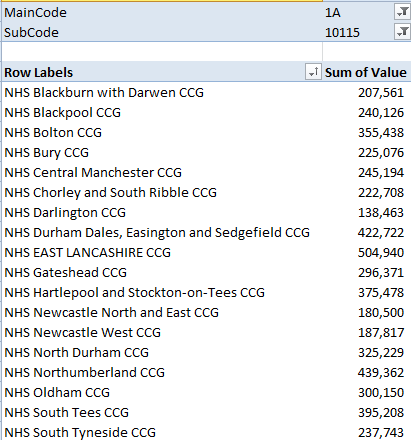 MainCode 1A
SubCode 10115
Row Labels Sum of Value
NHS Blackburn with Darwen CCG 207,561
NHS Blackpool CCG 240,126
NHS Bolton CCG 355,438
NHS Bury CCG 225,076
NHS Central Manchester CCG 245,194
NHS Chorley and South Ribble CCG 222,708
NHS Darlington CCG 138,463
NHS Durham Dales, Easington and Sedgefield CCG 422,722
NHS EAST LANCASHIRE CCG 504,940
NHS Gateshead CCG 296,371
NHS Hartlepool and Stockton-on-Tees CCG 375,478
NHS Newcastle North and East CCG 180,500
NHS Newcastle West CCG 187,817
NHS North Durham CCG 325,229
NHS Northumberland CCG 439,362
NHS Oldham CCG 300,150
NHS South Tees CCG 395,208
NHS South Tyneside CCG 237,743